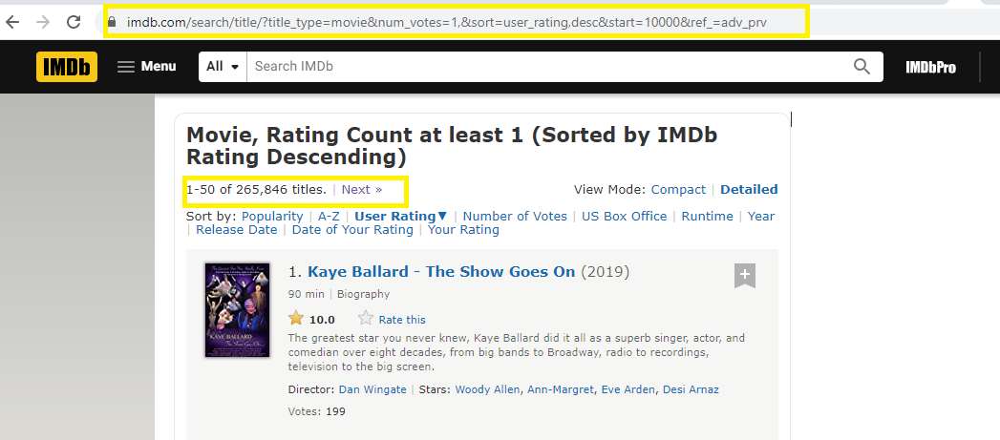 imdb.com/search/title/?title_type=movie&num_votes=1,&sort=user_rating,desc&start=10000&ref_=adv_prv
IMDb Menu All Search IMDb IMDbPro
Movie, Rating Count at least 1 (Sorted by IMDb
Rating Descending)
1-50 of 265,846 titles. | Next » View Mode: Compact | Detailed
Sort by: Popularity | A-Z | User Rating▼ | Number of Votes | US Box Office | Runtime | Year
| Release Date | Date of Your Rating | Your Rating
1. Kaye Ballard - The Show Goes On (2019)
90 min | Biography
10.0 Rate this
The greatest star you never knew, Kaye Ballard did it all as a superb singer, actor, and
comedian over eight decades, from big bands to Broadway, radio to recordings,
television to the big screen.
Director: Dan Wingate | Stars: Woody Allen, Ann-Margret, Eve Arden, Desi Arnaz
Votes: 199
KAYE BALLARD
The Show Goes On